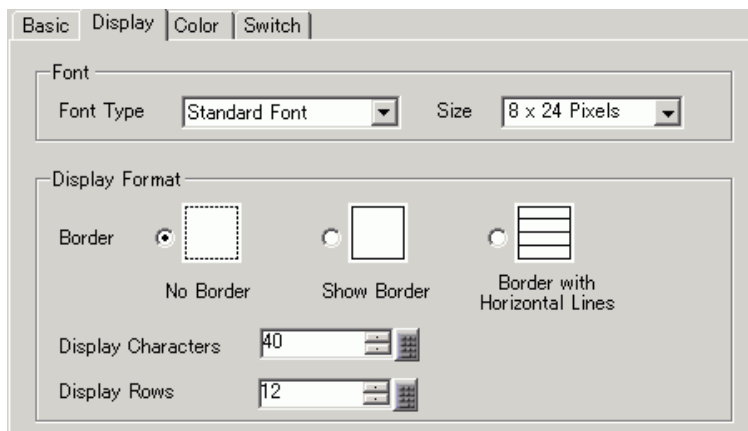 Basic Display Color Switch
Font
Font Type Standard Font Size 8 x 24 Pixels
Display Format
Border
No Border Show Border Border with
Horizontal Lines
Display Characters 40
Display Rows 12